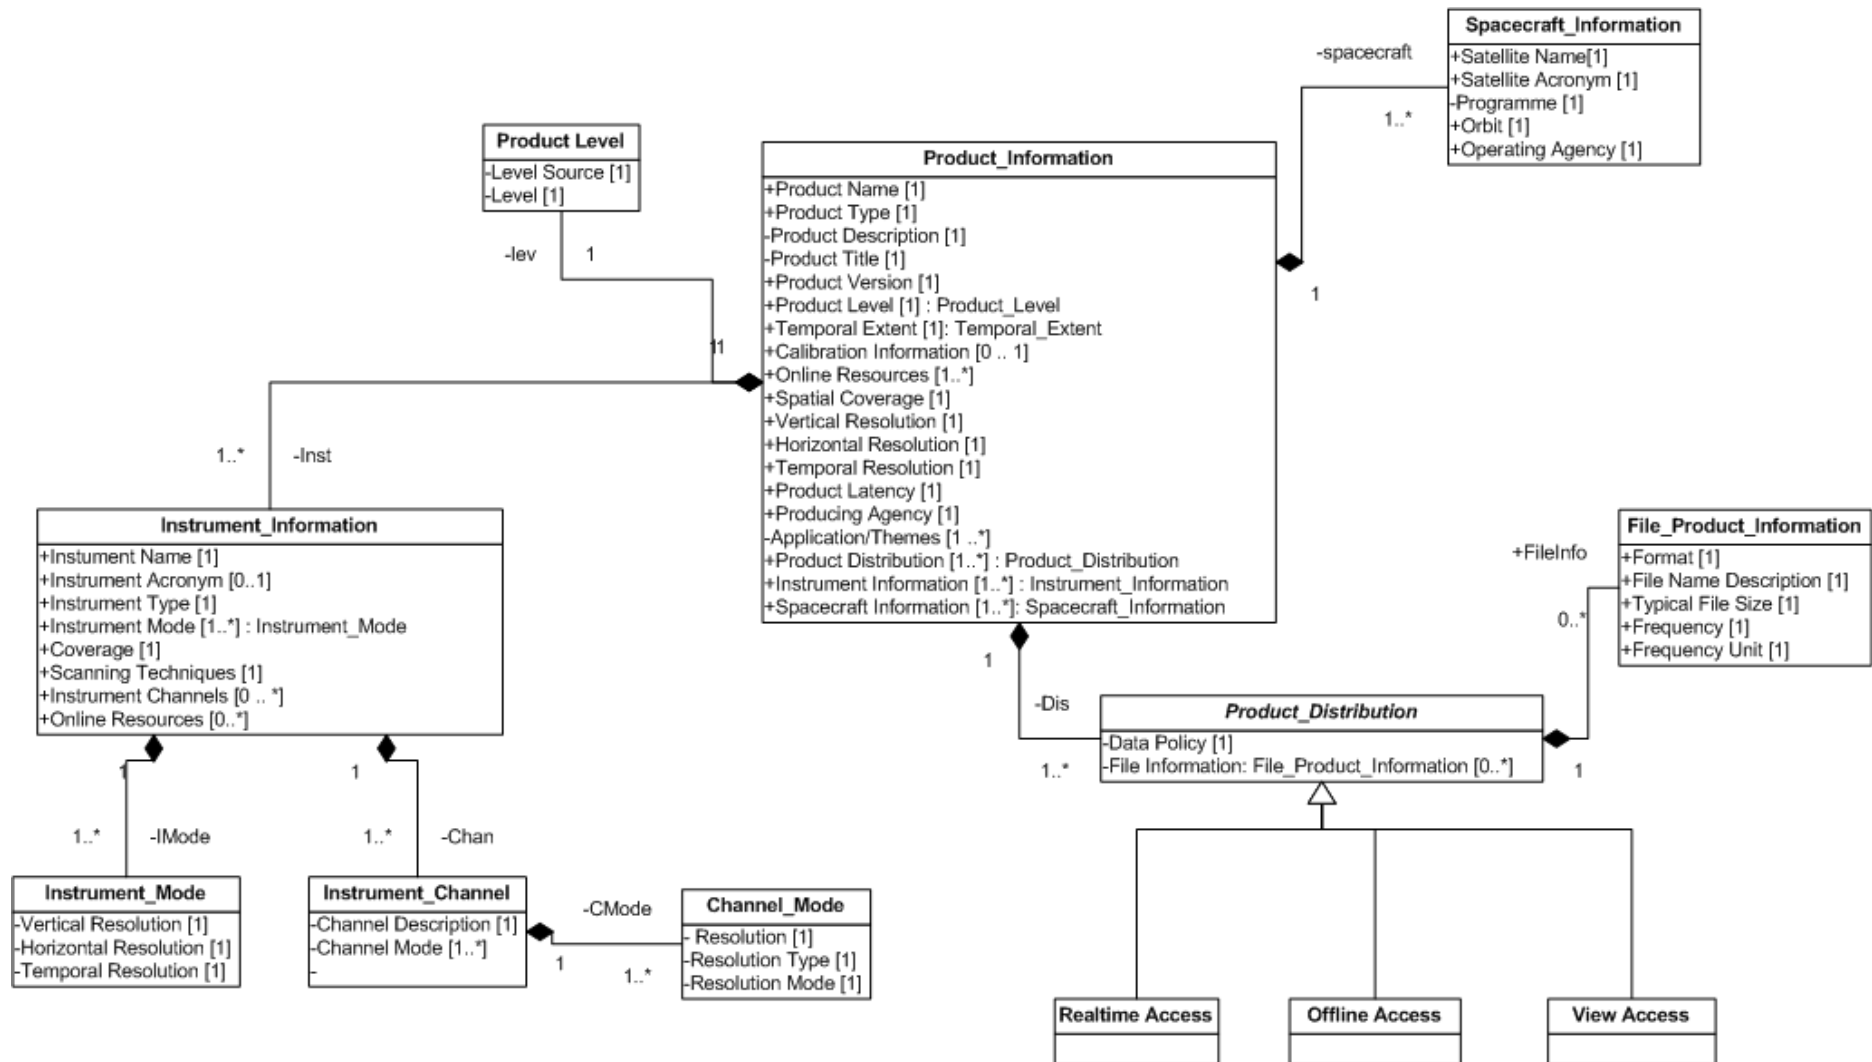 Spacecraft_Information
+Satellite Name[1]
+Satellite Acronym [1]
-Programme [1]
+Orbit [1]
+Operating Agency [1]
-spacecraft
1..*
1
Product Level
-Level Source [1]
-Level [1]
-lev
1
11
Product_Information
+Product Name [1]
+Product Type [1]
-Product Description [1]
-Product Title [1]
+Product Version [1]
+Product Level [1] : Product_Level
+Temporal Extent [1]: Temporal_Extent
+Calibration Information [0 .. 1]
+Online Resources [1..*]
+Spatial Coverage [1]
+Vertical Resolution [1]
+Horizontal Resolution [1]
+Temporal Resolution [1]
+Product Latency [1]
+Producing Agency [1]
-Application/Themes [1 ..*]
+Product Distribution [1..*] : Product_Distribution
+Instrument Information [1..*] : Instrument_Information
+Spacecraft Information [1..*]: Spacecraft_Information
1..*
-Inst
Instrument_Information
+Instument Name [1]
+Instrument Acronym [0..1]
+Instrument Type [1]
+Instrument Mode [1..*] : Instrument_Mode
+Coverage [1]
+Scanning Techniques [1]
+Instrument Channels [0 .. *]
+Online Resources [0..*]
1
1
1..*
-IMode
1..*
-Chan
Instrument_Mode
-Vertical Resolution [1]
-Horizontal Resolution [1]
-Temporal Resolution [1]
Instrument_Channel
-Channel Description [1]
-Channel Mode [1..*]
-
-CMode
1
1..*
Channel_Mode
- Resolution [1]
-Resolution Type [1]
-Resolution Mode [1]
1
-Dis
1..*
Product_Distribution
-Data Policy [1]
-File Information: File_Product_Information [0..*]
1
+FileInfo
0..*
File_Product_Information
+Format [1]
+File Name Description [1]
+Typical File Size [1]
+Frequency [1]
+Frequency Unit [1]
Realtime Access
Offline Access
View Access